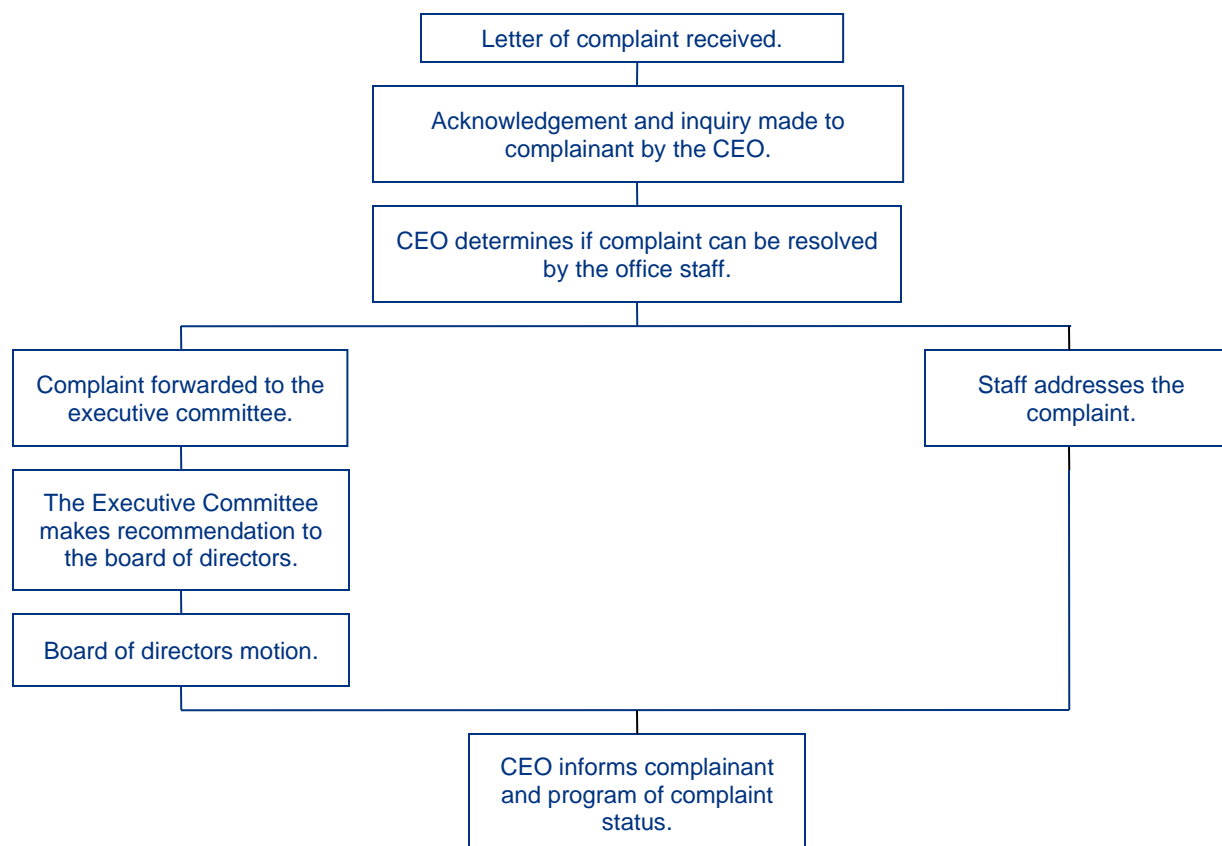 Letter of complaint received.
Acknowledgement and inquiry made to
complainant by the CEO.
CEO determines if complaint can be resolved
by the office staff.
Complaint forwarded to the
executive committee.
Staff addresses the
complaint.
The Executive Committee
makes recommendation to
the board of directors.
Board of directors motion.
CEO informs complainant
and program of complaint
status.